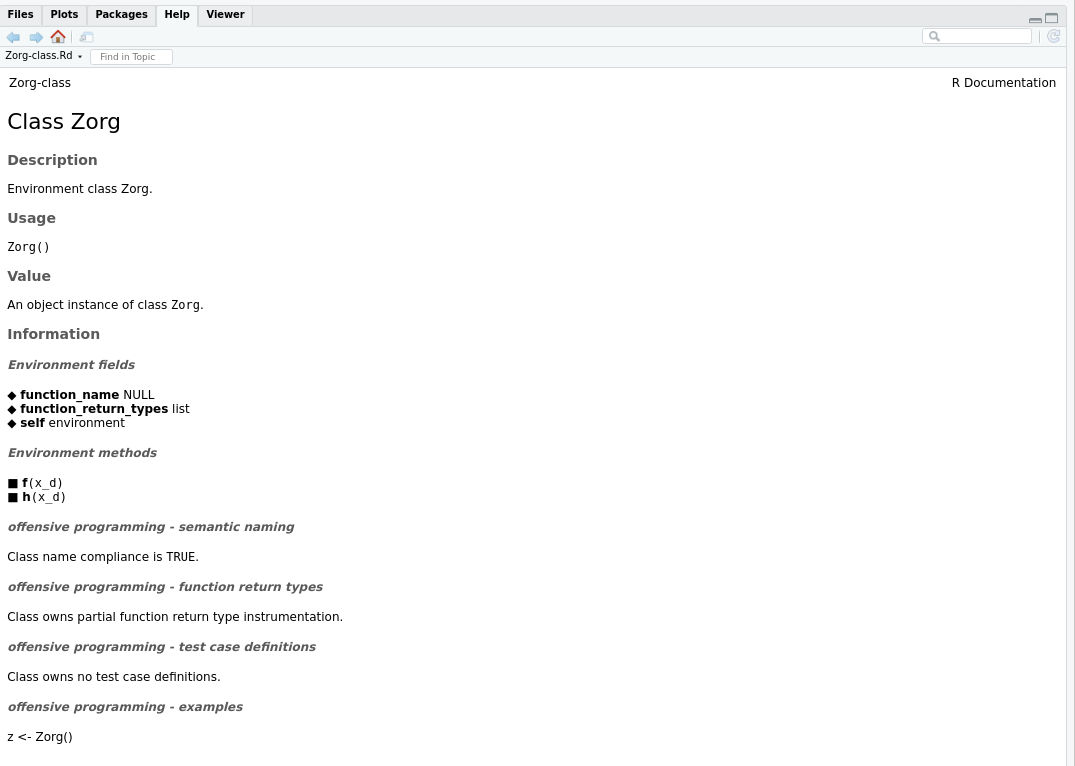 Files Plots Packages Help Viewer
Zorg-class.Rd Find in Topic
Zorg-class R Documentation
Class Zorg
Description
Environment class Zorg.
Usage
Zorg()
Value
An object instance of class Zorg.
Information
Environment fields
◆ function_name NULL
◆ function_return_types list
◆ self environment
Environment methods
■ f(x_d)
■ h(x_d)
offensive programming - semantic naming
Class name compliance is TRUE.
offensive programming - function return types
Class owns partial function return type instrumentation.
offensive programming - test case definitions
Class owns no test case definitions.
offensive programming - examples
z <- Zorg()